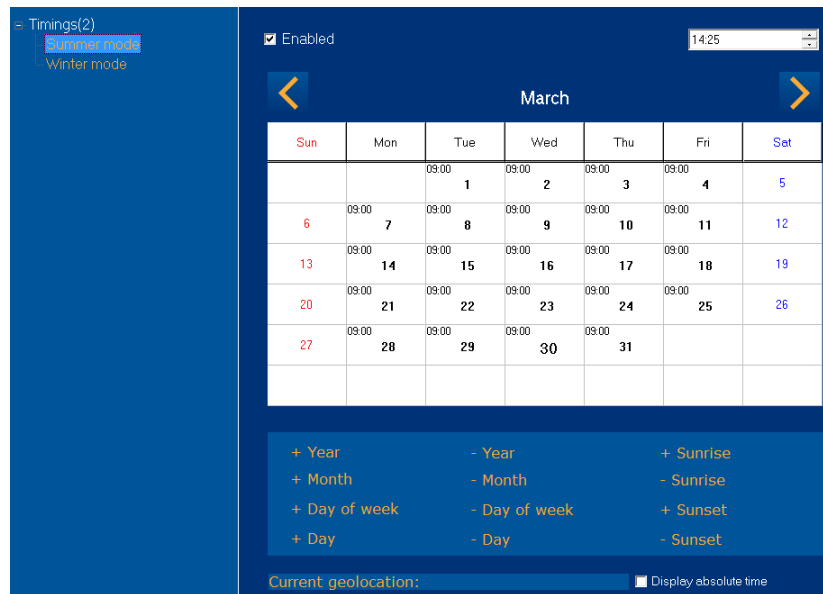 Timings(2)
Summer mode
Winter mode
Enabled
14:25
March
Sun Mon Tue Wed Thu Fri Sat
09:00 09:00 09:00 09:00
1 2 3 4 5
09:00 09:00 09:00 09:00 09:00
6 7 8 9 10 11 12
09:00 09:00 09:00 09:00 09:00
13 14 15 16 17 18 19
09:00 09:00 09:00 09:00 09:00
20 21 22 23 24 25 26
09:00 09:00 09:00 09:00
27 28 29 30 31
+ Year - Year + Sunrise
+ Month - Month - Sunrise
+ Day of week - Day of week + Sunset
+ Day - Day - Sunset
Current geolocation: Display absolute time